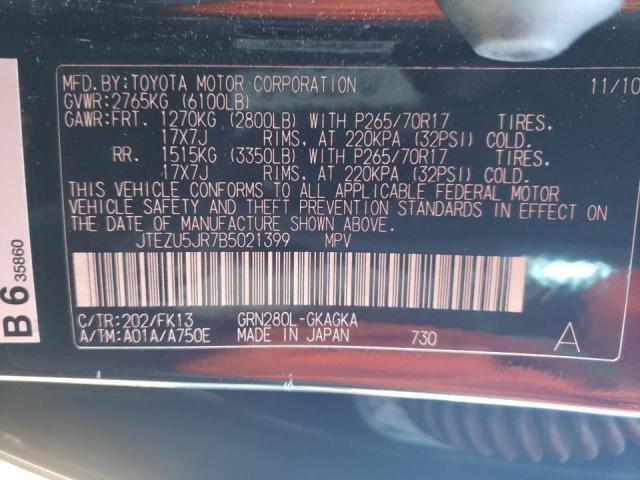 MFD.BY:TOYOTA MOTOR CORPORATION 11/10
GVWR:2765KG (6100LB)
GAWR:FRT. 1270KG (2800LB) WITH P265/70R17 TIRES.
17X7J RIMS, AT 220KPA (32PSI) COLD.
RR. 1515KG (3350LB) WITH P265/70R17 TIRES.
17X7J RIMS, AT 220KPA (32PSI) COLD.
THIS VEHICLE CONFORMS TO ALL APPLICABLE FEDERAL MOTOR
VEHICLE SAFETY AND THEFT PREVENTION STANDARDS IN EFFECT ON
THE DATE OF MANUFACTURE SHOWN ABOVE.
JTEZU5JR7B5021399 MPV
C/TR:202/FK13 GRN280L-GKAGKA
A/TM:A01A/A750E MADE IN JAPAN 730 A
B6 35860